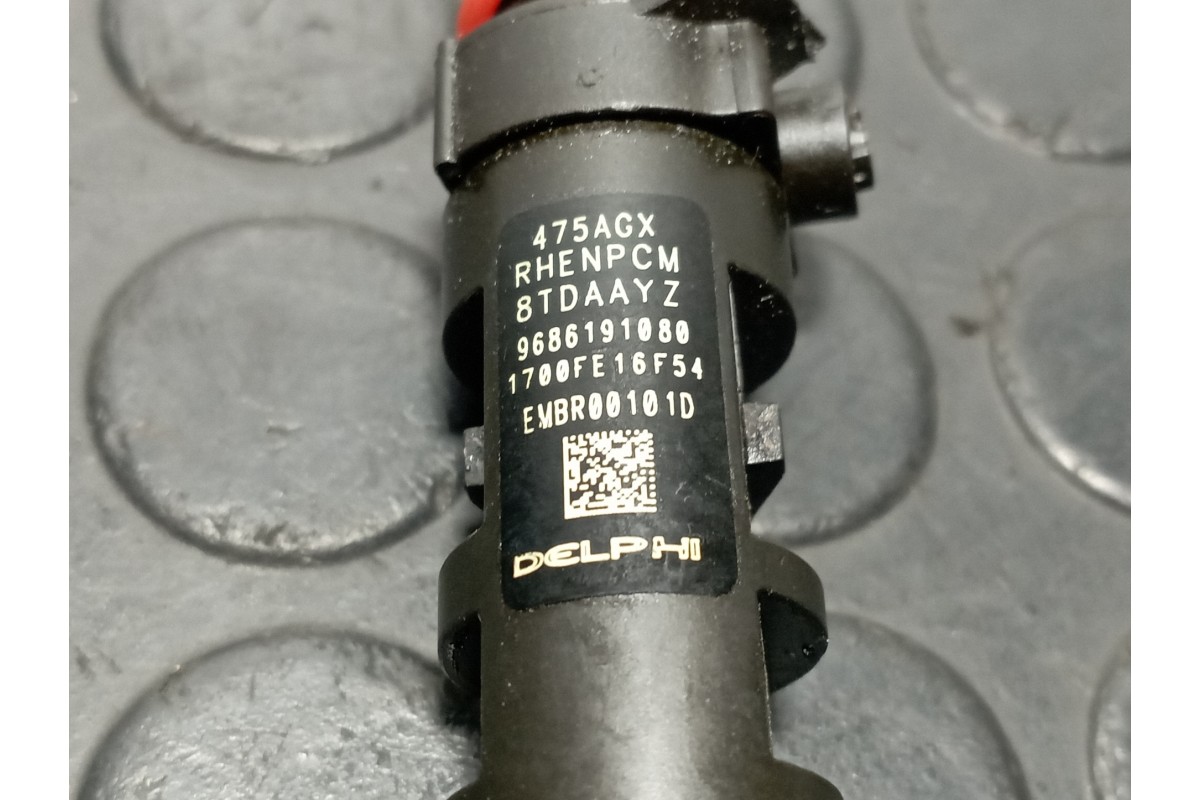 475AGX
RHENPCM
8TDAAYZ
9686191080
1700FE16F54
EMBR00101D
DELPHI